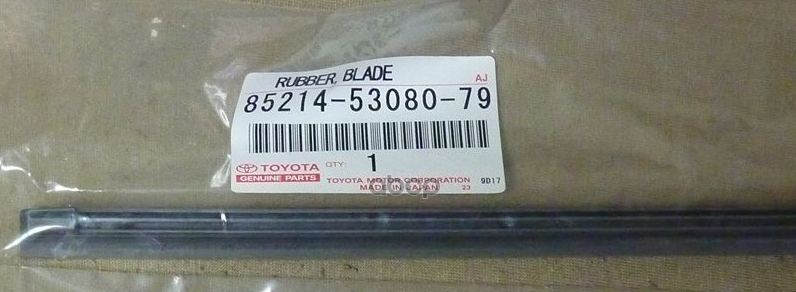 RUBBER, BLADE AJ
85214-53080-79
TOYOTA QTY. 1
GENUINE PARTS TOYOTA MOTOR CORPORATION 9D17
MADE IN JAPAN 23